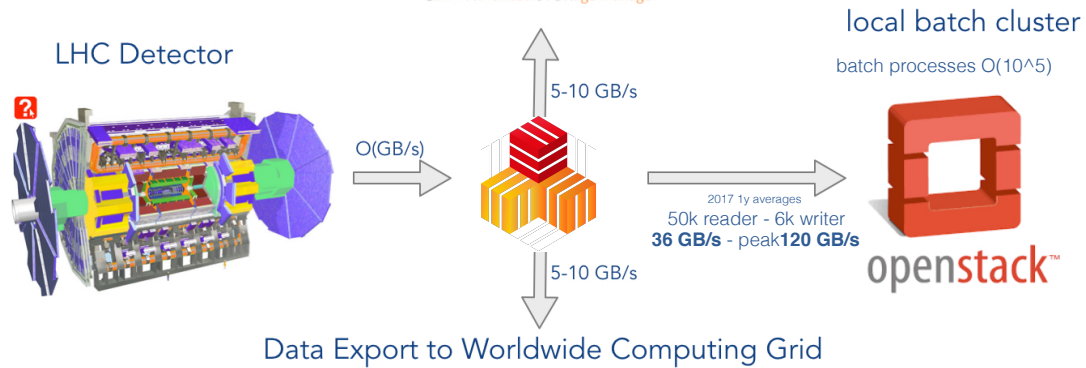 local batch cluster
LHC Detector
batch processes O(10^5)
?
5-10 GB/s
O(GB/s)
2017 1y averages
50k reader - 6k writer
36 GB/s - peak120 GB/s
openstack™
5-10 GB/s
Data Export to Worldwide Computing Grid